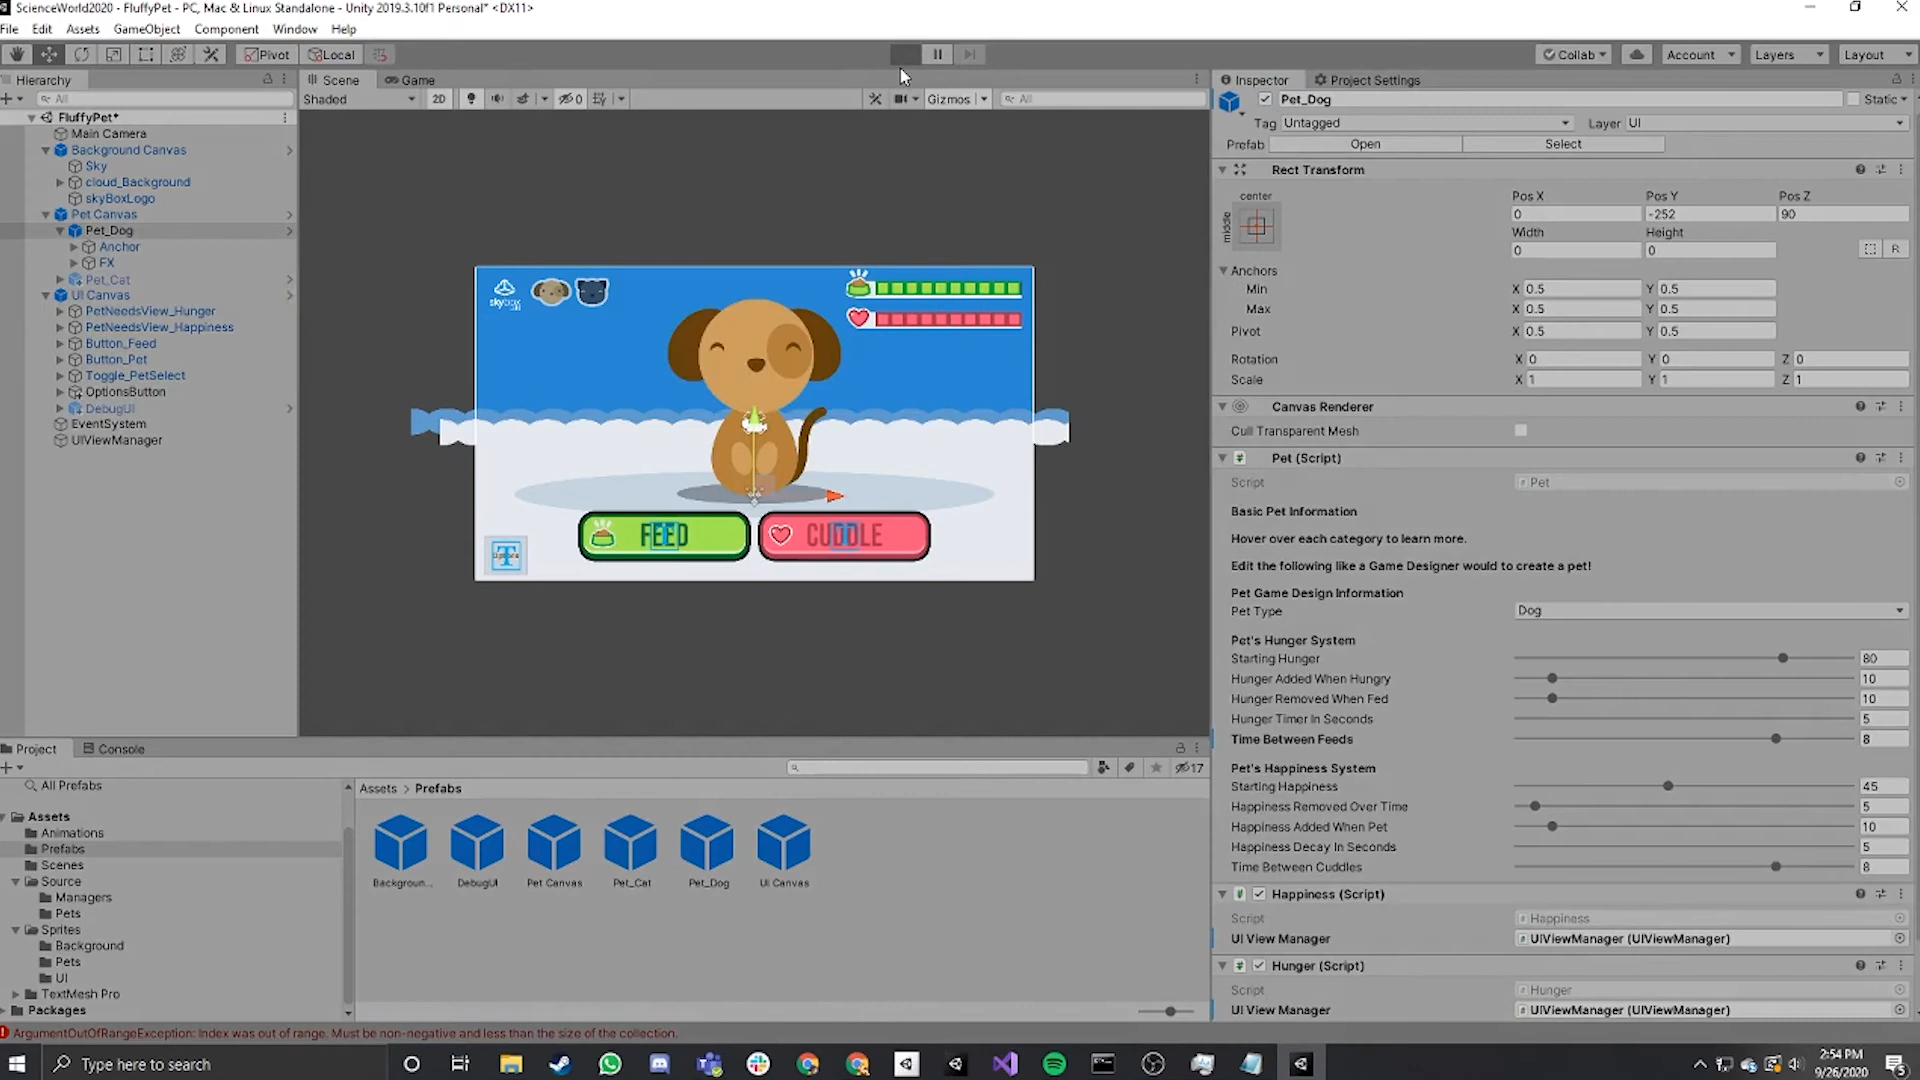 ScienceWorld2020 - FluffyPet - PC, Mac & Linux Standalone - Unity 2019.3.10f1 Personal* <DX11>
File Edit Assets GameObject Component Window Help
Pivot Local Collab Account Layers Layout
Hierarchy
All
FluffyPet*
Main Camera
Background Canvas
Sky
cloud_Background
skyBoxLogo
Pet Canvas
Pet_Dog
Anchor
FX
Pet_Cat
UI Canvas
PetNeedsView_Hunger
PetNeedsView_Happiness
Button_Feed
Button_Pet
Toggle_PetSelect
OptionsButton
DebugUI
EventSystem
UIViewManager
Scene Game
Shaded 2D 0 Gizmos All
skybox
FEED CUDDLE
Options
Inspector Project Settings
Pet_Dog Static
Tag Untagged Layer UI
Prefab Open Select
Rect Transform
center
middle
Pos X Pos Y Pos Z
0 -252 90
Width Height
0 0
R
Anchors
Min X 0.5 Y 0.5
Max X 0.5 Y 0.5
Pivot X 0.5 Y 0.5
Rotation X 0 Y 0 Z 0
Scale X 1 Y 1 Z 1
Canvas Renderer
Cull Transparent Mesh
Pet (Script)
Script Pet
Basic Pet Information
Hover over each category to learn more.
Edit the following like a Game Designer would to create a pet!
Pet Game Design Information
Pet Type Dog
Pet's Hunger System
Starting Hunger 80
Hunger Added When Hungry 10
Hunger Removed When Fed 10
Hunger Timer In Seconds 5
Time Between Feeds 8
Pet's Happiness System
Starting Happiness 45
Happiness Removed Over Time 5
Happiness Added When Pet 10
Happiness Decay In Seconds 5
Time Between Cuddles 8
Happiness (Script)
Script Happiness
UI View Manager UIViewManager (UIViewManager)
Hunger (Script)
Script Hunger
UI View Manager UIViewManager (UIViewManager)
Project Console
17
All Prefabs
Assets
Animations
Prefabs
Scenes
Source
Managers
Pets
Sprites
Background
Pets
UI
TextMesh Pro
Packages
Assets > Prefabs
Backgroun... DebugUI Pet Canvas Pet_Cat Pet_Dog UI Canvas
ArgumentOutOfRangeException: Index was out of range. Must be non-negative and less than the size of the collection.
Type here to search
2:54 PM
9/26/2020
5